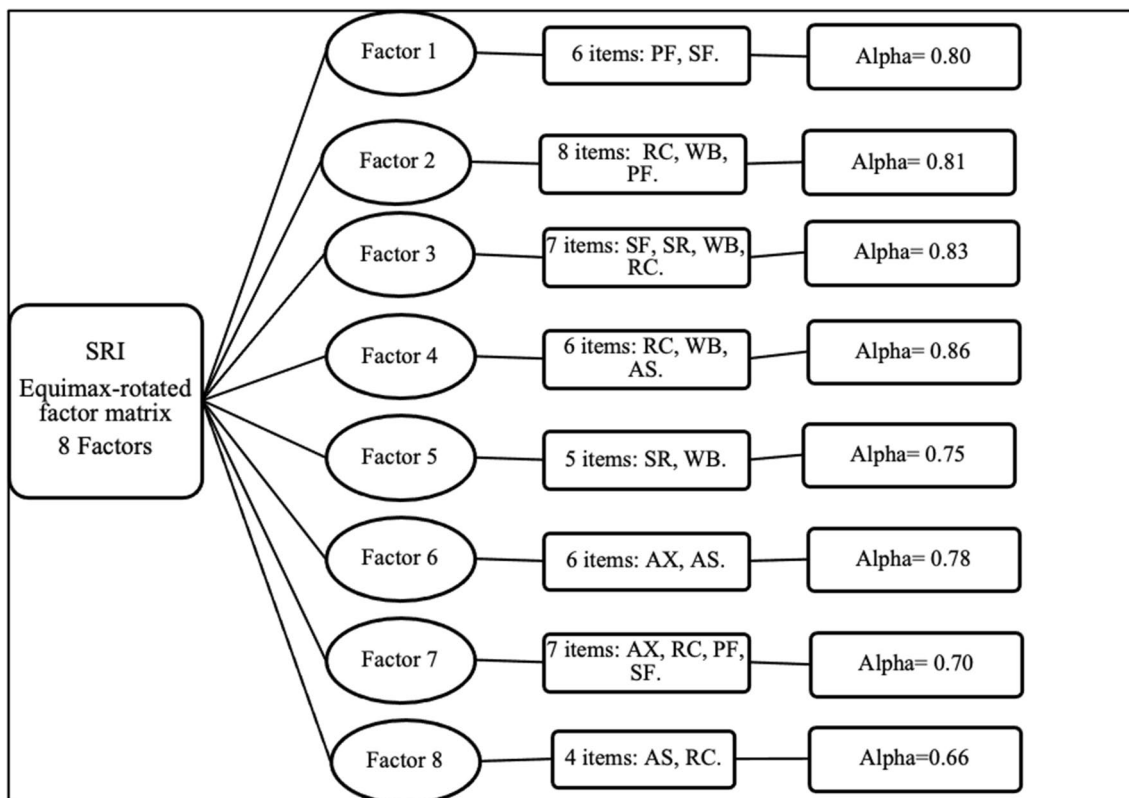 SRI
Equimax-rotated
factor matrix
8 Factors
Factor 1
6 items: PF, SF.
Alpha= 0.80
Factor 2
8 items:  RC, WB,
PF.
Alpha= 0.81
Factor 3
7 items: SF, SR, WB,
RC.
Alpha= 0.83
Factor 4
6 items: RC, WB,
AS.
Alpha= 0.86
Factor 5
5 items: SR, WB.
Alpha= 0.75
Factor 6
6 items: AX, AS.
Alpha= 0.78
Factor 7
7 items: AX, RC, PF,
SF.
Alpha= 0.70
Factor 8
4 items: AS, RC.
Alpha=0.66